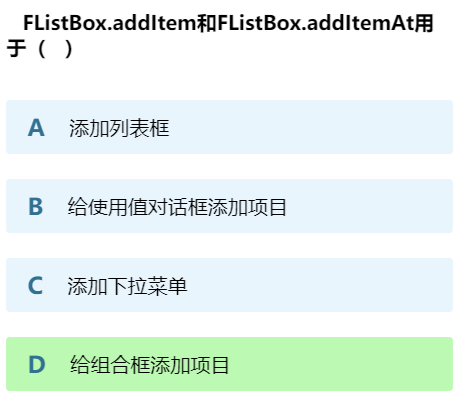 FListBox.addItem和FListBox.addItemAt用
于（ ）
A 添加列表框
B 给使用值对话框添加项目
C 添加下拉菜单
D 给组合框添加项目